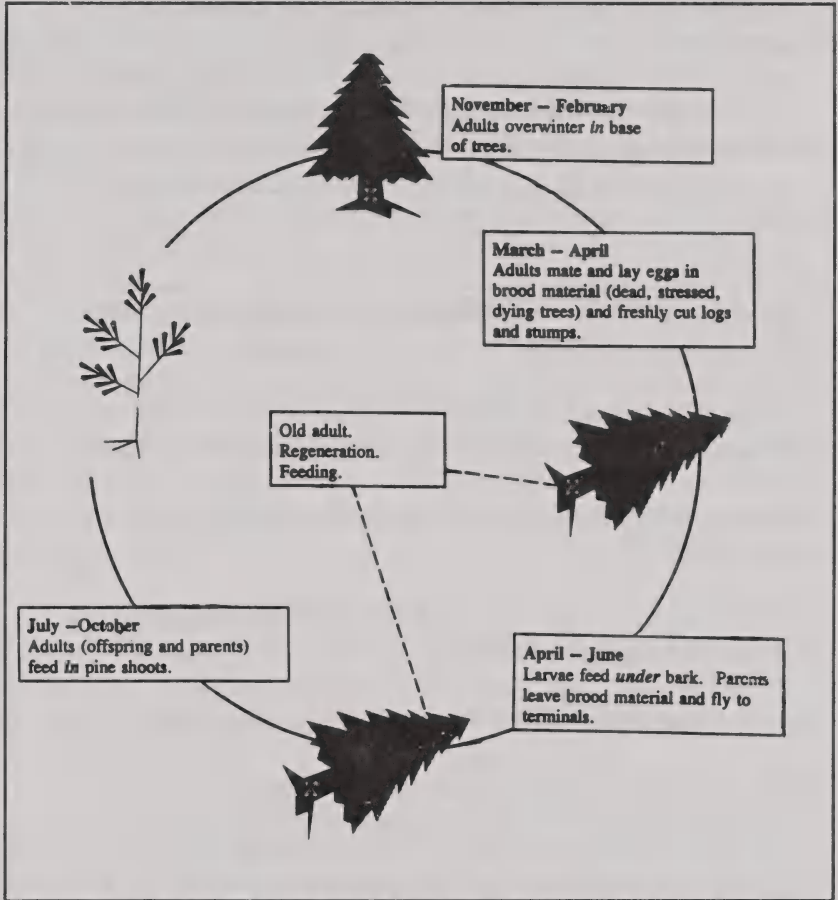 November – February
Adults overwinter in base
of trees.
March – April
Adults mate and lay eggs in
brood material (dead, stressed,
dying trees) and freshly cut logs
and stumps.
Old adult.
Regeneration.
Feeding.
July –October
Adults (offspring and parents)
feed in pine shoots.
April – June
Larvae feed under bark. Parents
leave brood material and fly to
terminals.